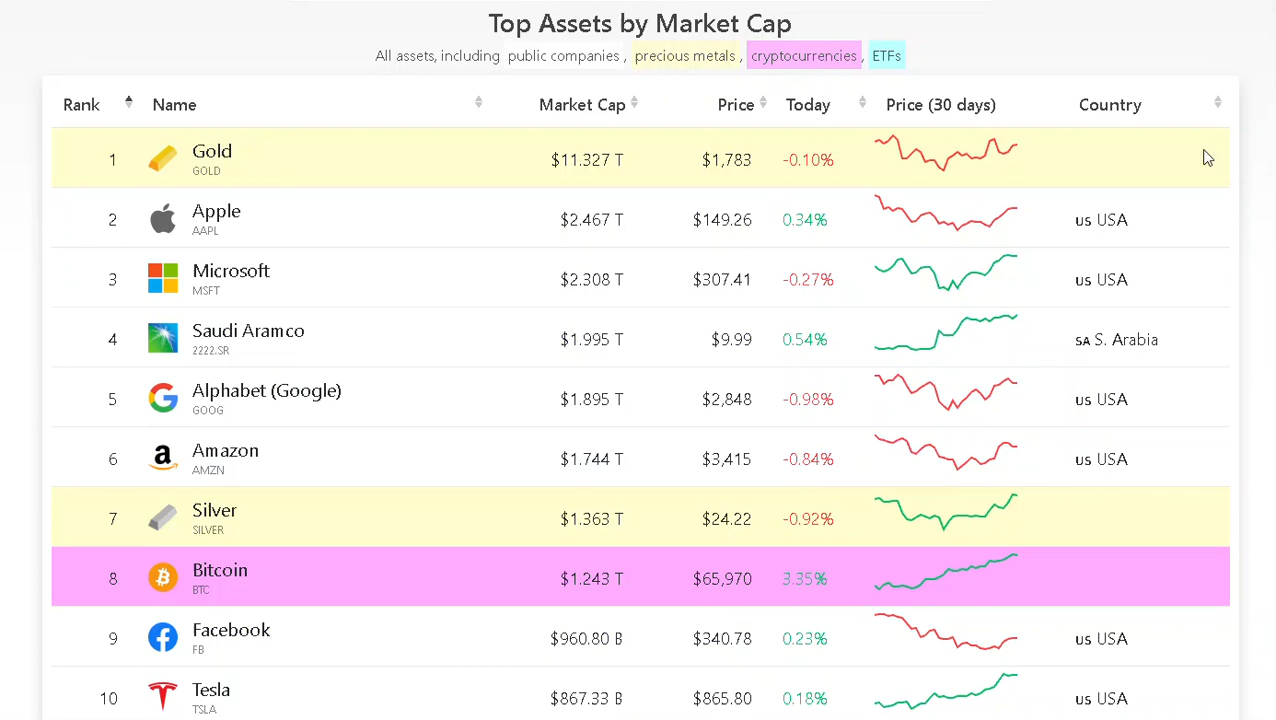 Top Assets by Market Cap
All assets, including public companies , precious metals , cryptocurrencies , ETFs
Rank Name Market Cap Price Today Price (30 days) Country
1 Gold $11.327 T $1,783 -0.10%
GOLD
2 Apple $2.467 T $149.26 0.34% us USA
AAPL
3 Microsoft $2.308 T $307.41 -0.27% us USA
MSFT
4 Saudi Aramco $1.995 T $9.99 0.54% SA S. Arabia
2222.SR
5 Alphabet (Google) $1.895 T $2,848 -0.98% us USA
GOOG
6 Amazon $1.744 T $3,415 -0.84% us USA
AMZN
7 Silver $1.363 T $24.22 -0.92%
SILVER
8 Bitcoin $1.243 T $65,970 3.35%
BTC
9 Facebook $960.80 B $340.78 0.23% us USA
FB
10 Tesla $867.33 B $865.80 0.18% us USA
TSLA